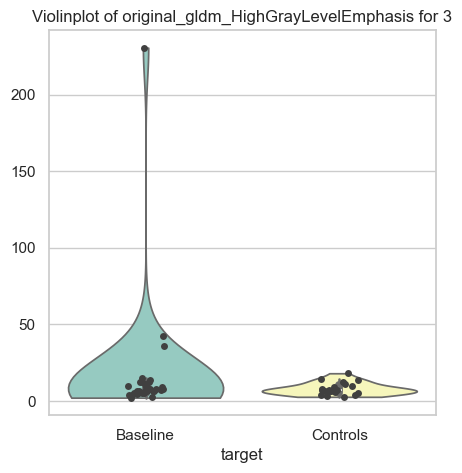 Violinplot of original_gldm_HighGrayLevelEmphasis for 3
200
150
100
50
0
Baseline Controls
target